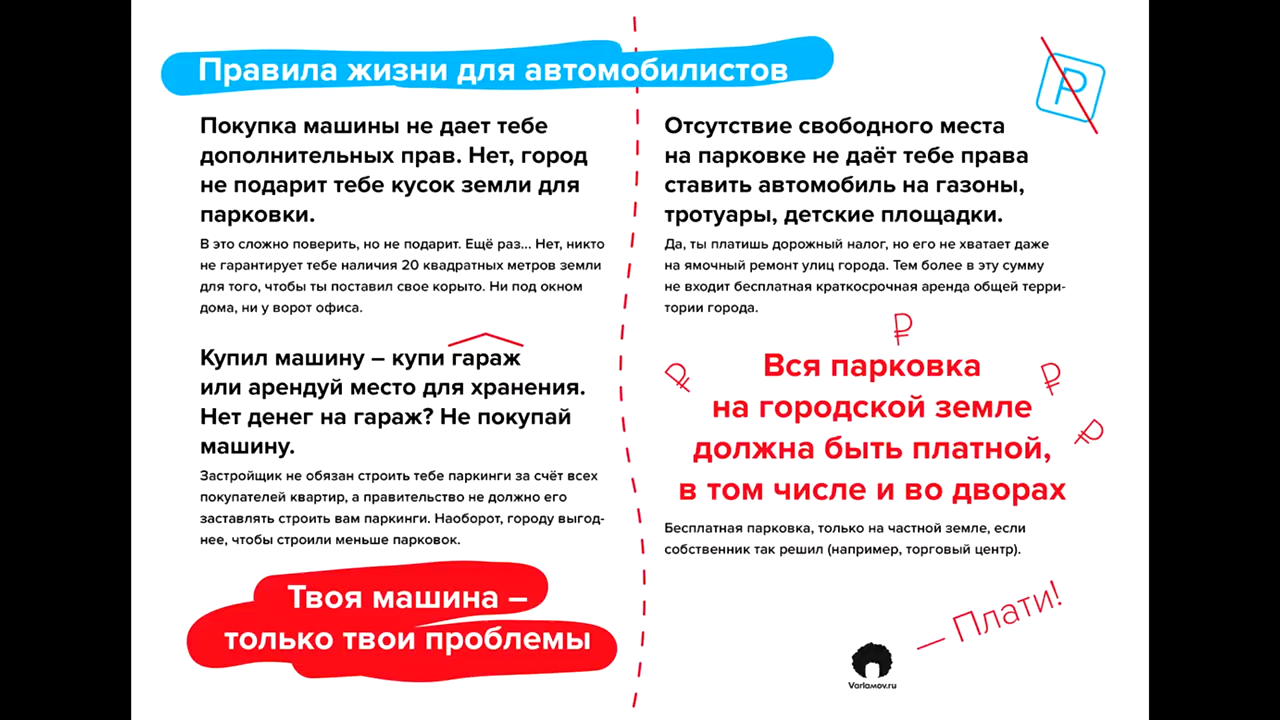 Правила жизни для автомобилистов
Покупка машины не дает тебе
дополнительных прав. Нет, город
не подарит тебе кусок земли для
парковки.
В это сложно поверить, но не подарит. Ещё раз... Нет, никто
не гарантирует тебе наличия 20 квадратных метров земли
для того, чтобы ты поставил свое корыто. Ни под окном
дома, ни у ворот офиса.
Купил машину – купи гараж
или арендуй место для хранения.
Нет денег на гараж? Не покупай
машину.
Застройщик не обязан строить тебе паркинги за счёт всех
покупателей квартир, а правительство не должно его
заставлять строить вам паркинги. Наоборот, городу выгод-
нее, чтобы строили меньше парковок.
Твоя машина –
только твои проблемы
P
Отсутствие свободного места
на парковке не даёт тебе права
ставить автомобиль на газоны,
тротуары, детские площадки.
Да, ты платишь дорожный налог, но его не хватает даже
на ямочный ремонт улиц города. Тем более в эту сумму
не входит бесплатная краткосрочная аренда общей терри-
тории города.
₽
₽
₽
₽
Вся парковка
на городской земле
должна быть платной,
в том числе и во дворах
Бесплатная парковка, только на частной земле, если
собственник так решил (например, торговый центр).
— Плати!
Varlamov.ru